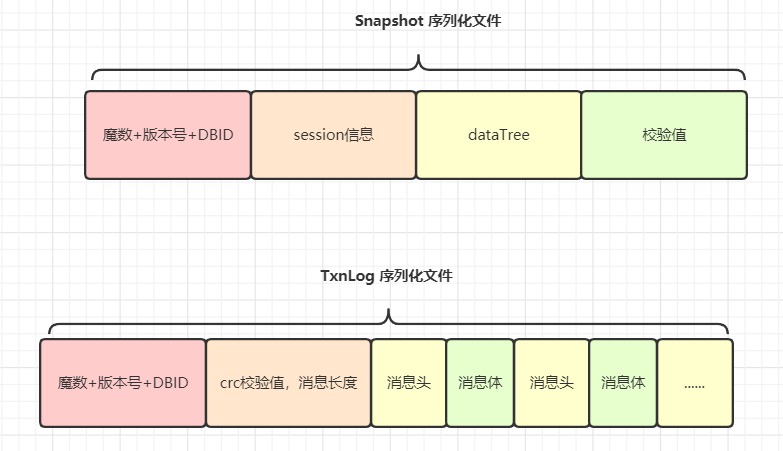 Snapshot 序列化文件
魔数+版本号+DBID
session信息
dataTree
校验值
TxnLog 序列化文件
魔数+版本号+DBID
crc校验值，消息长度
消息头
消息体
消息头
消息体
......